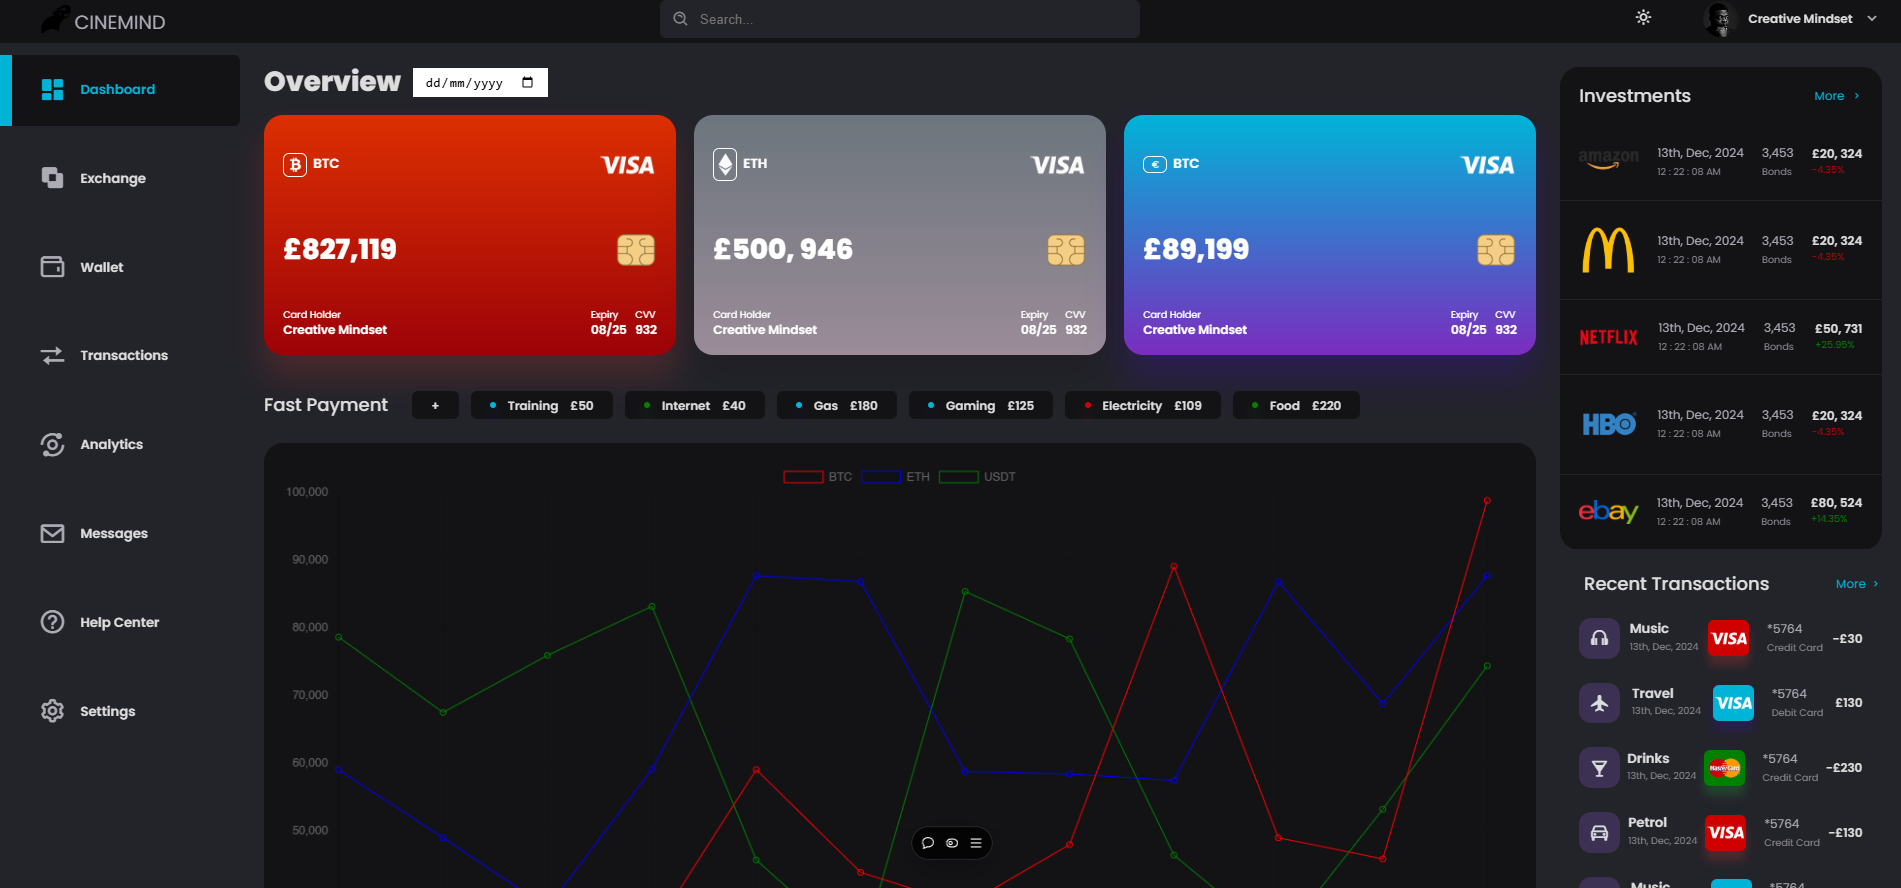 CINEMIND
Search...
Creative Mindset
Dashboard
Exchange
Wallet
Transactions
Analytics
Messages
Help Center
Settings
Overview
dd/mm/yyyy
BTC
VISA
£827,119
Card Holder
Expiry CVV
Creative Mindset
08/25 932
ETH
VISA
£500, 946
Card Holder
Expiry CVV
Creative Mindset
08/25 932
€ BTC
VISA
£89,199
Card Holder
Expiry CVV
Creative Mindset
08/25 932
Fast Payment
+
Training £50
Internet £40
Gas £180
Gaming £125
Electricity £109
Food £220
BTC ETH USDT
100,000
90,000
80,000
70,000
60,000
50,000
Investments
More >
amazon
13th, Dec, 2024 3,453 £20, 324
12 : 22 : 08 AM Bonds -4.35%
13th, Dec, 2024 3,453 £20, 324
12 : 22 : 08 AM Bonds -4.35%
NETFLIX
13th, Dec, 2024 3,453 £50, 731
12 : 22 : 08 AM Bonds +25.95%
HBO
13th, Dec, 2024 3,453 £20, 324
12 : 22 : 08 AM Bonds -4.35%
ebay
13th, Dec, 2024 3,453 £80, 524
12 : 22 : 08 AM Bonds +14.35%
Recent Transactions
More >
Music VISA *5764 -£30
13th, Dec, 2024 Credit Card
Travel VISA *5764 £130
13th, Dec, 2024 Debit Card
Drinks MasterCard *5764 -£230
13th, Dec, 2024 Credit Card
Petrol VISA *5764 -£130
13th, Dec, 2024 Credit Card
Music *5764